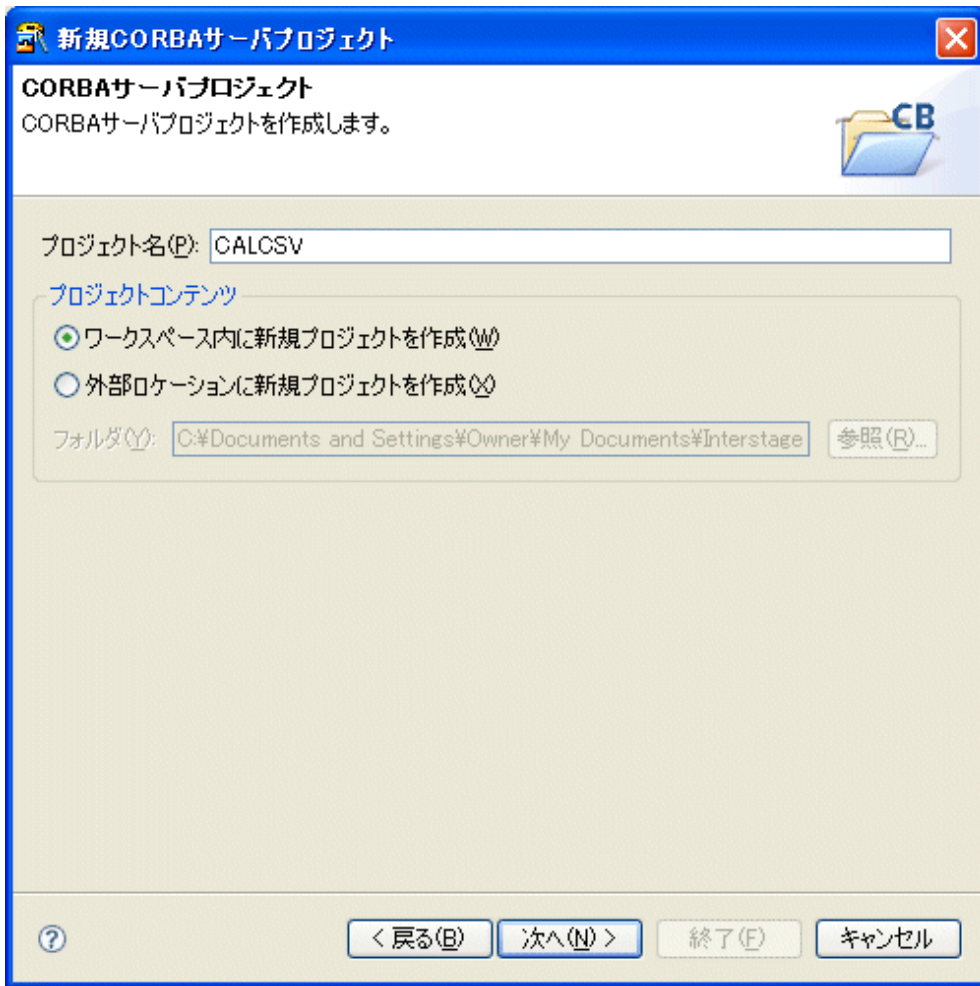 新規CORBAサーバプロジェクト
CORBAサーバプロジェクト
CORBAサーバプロジェクトを作成します。
CB
プロジェクト名(P): CALCSV
プロジェクトコンテンツ
ワークスペース内に新規プロジェクトを作成(W)
外部ロケーションに新規プロジェクトを作成(X)
フォルダ(Y): C:¥Documents and Settings¥Owner¥My Documents¥Interstage 参照(R)...
? < 戻る(B) 次へ(N) > 終了(F) キャンセル